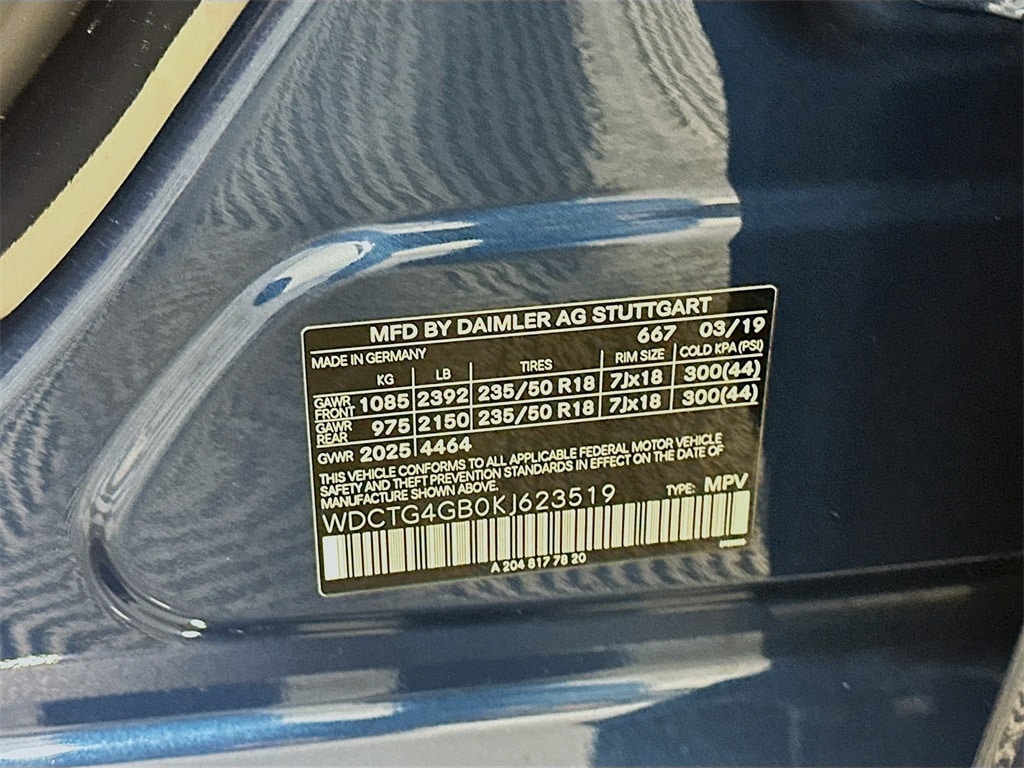 MFD BY DAIMLER AG STUTTGART
MADE IN GERMANY 667 03/19
KG LB TIRES RIM SIZE COLD KPA (PSI)
GAWR FRONT 1085 2392 235/50 R18 7Jx18 300(44)
GAWR REAR 975 2150 235/50 R18 7Jx18 300(44)
GVWR 2025 4464
THIS VEHICLE CONFORMS TO ALL APPLICABLE FEDERAL MOTOR VEHICLE
SAFETY AND THEFT PREVENTION STANDARDS IN EFFECT ON THE DATE OF
MANUFACTURE SHOWN ABOVE.
WDCTG4GB0KJ623519 TYPE: MPV
A 204 817 78 20